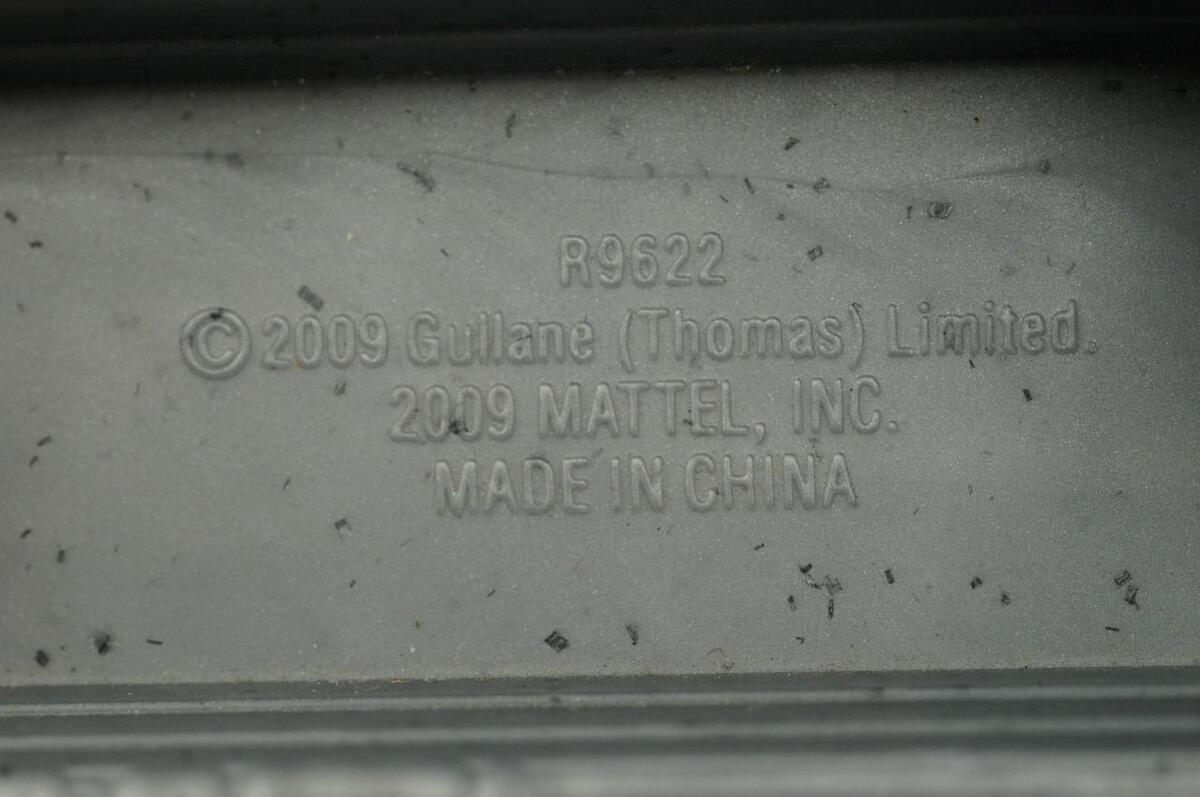 R9622
©2009 Gullane (Thomas) Limited.
2009 MATTEL, INC.
MADE IN CHINA